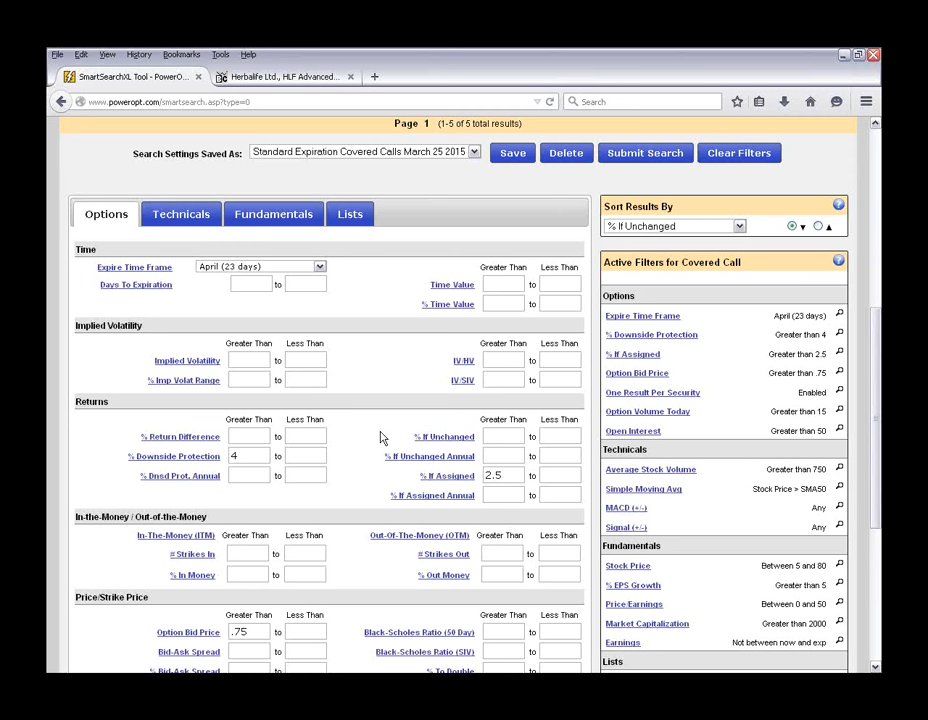 File Edit View History Bookmarks Tools Help
SmartSearchXL Tool - PowerO... × Herbalife Ltd., HLF Advanced... × +
www.poweropt.com/smartsearch.asp?type=0 Search
Page 1 (1-5 of 5 total results)
Search Settings Saved As: Standard Expiration Covered Calls March 25 2015 Save Delete Submit Search Clear Filters
Options Technicals Fundamentals Lists
Time
Expire Time Frame April (23 days) Greater Than Less Than
Days To Expiration to Time Value to
% Time Value to
Implied Volatility
Greater Than Less Than Greater Than Less Than
Implied Volatility to IV/HV to
% Imp Volat Range to IV/SIV to
Returns
Greater Than Less Than Greater Than Less Than
% Return Difference to % If Unchanged to
% Downside Protection 4 to % If Unchanged Annual to
% Dnsd Prot. Annual to % If Assigned 2.5 to
% If Assigned Annual to
In-the-Money / Out-of-the-Money
In-The-Money (ITM) Greater Than Less Than Out-Of-The-Money (OTM) Greater Than Less Than
# Strikes In to # Strikes Out to
% In Money to % Out Money to
Price/Strike Price
Greater Than Less Than Greater Than Less Than
Option Bid Price .75 to Black-Scholes Ratio (50 Day) to
Bid-Ask Spread to Black-Scholes Ratio (SIV) to
% Bid-Ask Spread to % To Double to
Sort Results By ?
% If Unchanged ▼ ▲
Active Filters for Covered Call ?
Options
Expire Time Frame April (23 days)
% Downside Protection Greater than 4
% If Assigned Greater than 2.5
Option Bid Price Greater than .75
One Result Per Security Enabled
Option Volume Today Greater than 15
Open Interest Greater than 50
Technicals
Average Stock Volume Greater than 750
Simple Moving Avg Stock Price > SMA50
MACD (+/-) Any
Signal (+/-) Any
Fundamentals
Stock Price Between 5 and 80
% EPS Growth Greater than 5
Price/Earnings Between 0 and 50
Market Capitalization Greater than 2000
Earnings Not between now and exp
Lists